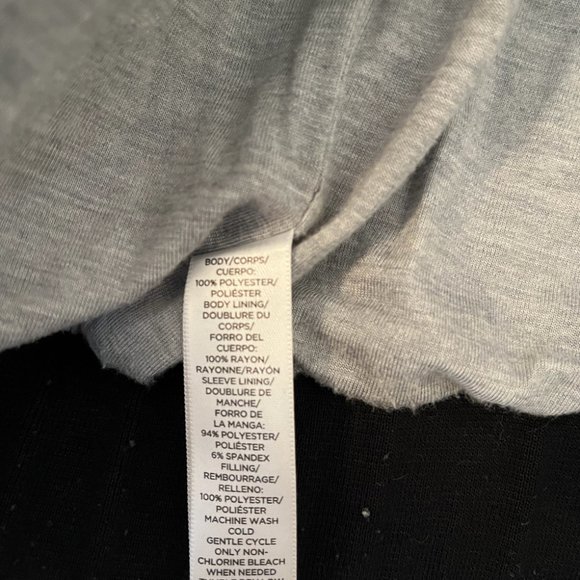 BODY/CORPS/
CUERPO:
100% POLYESTER/
POLIÉSTER
BODY LINING/
DOUBLURE DU
CORPS/
FORRO DEL
CUERPO:
100% RAYON/
RAYONNE/RAYÓN
SLEEVE LINING/
DOUBLURE DE
MANCHE/
FORRO DE
LA MANGA:
94% POLYESTER/
POLIÉSTER
6% SPANDEX
FILLING/
REMBOURRAGE/
RELLENO:
100% POLYESTER/
POLIÉSTER
MACHINE WASH
COLD
GENTLE CYCLE
ONLY NON-
CHLORINE BLEACH
WHEN NEEDED